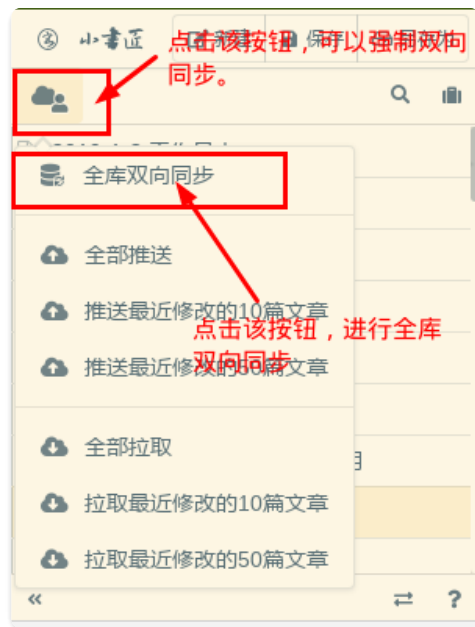 小书匠
新建
保存
点击该按钮，可以强制双向
同步。
全库双向同步
全部推送
推送最近修改的10篇文章
点击该按钮，进行全库
双向同步
推送最近修改的50篇文章
全部拉取
拉取最近修改的10篇文章
拉取最近修改的50篇文章
«
?